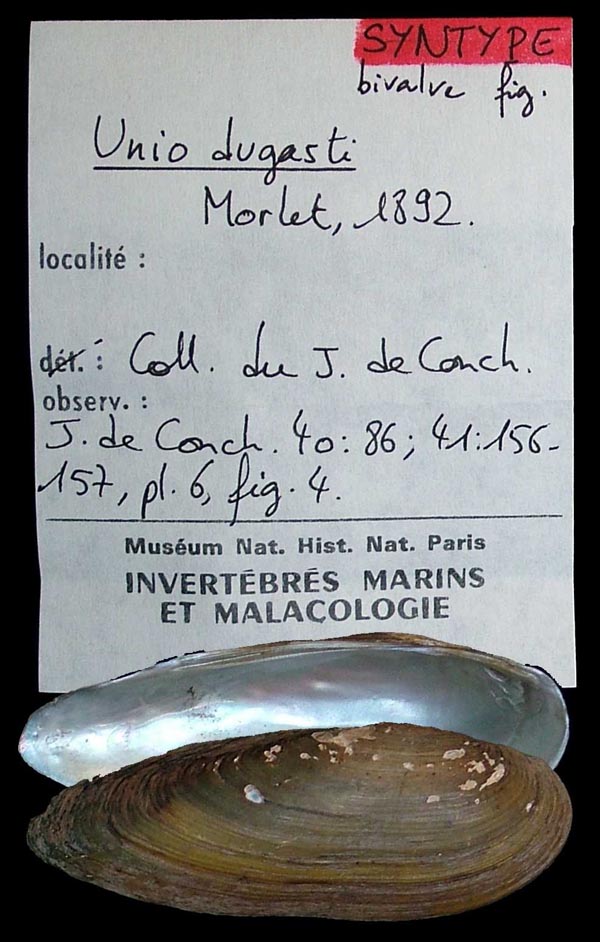 SYNTYPE
bivalve fig.
Unio dugasti
Morlet, 1892.
localité :
dét. : Coll. du J. de Conch.
observ. :
J. de Conch. 40: 86; 41: 156-
157, pl. 6, fig. 4.
Muséum Nat. Hist. Nat. Paris
INVERTÉBRÉS MARINS
ET MALACOLOGIE